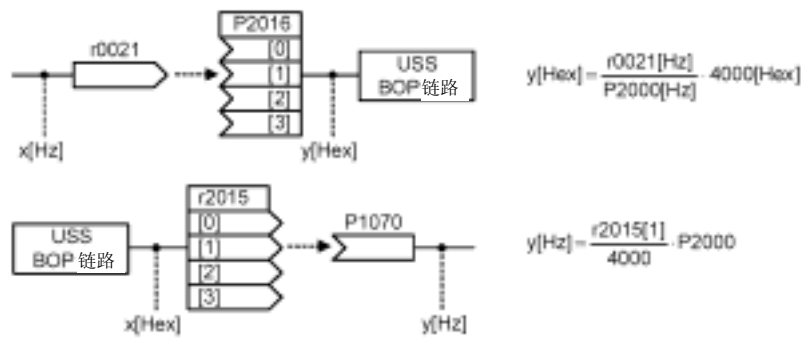 P2016
r0021
[0]
[1]
[2]
[3]
USS
BOP 链路
x[Hz]
y[Hex]
y[Hex]=r0021[Hz]/P2000[Hz] · 4000[Hex]
r2015
[0]
[1]
[2]
[3]
USS
BOP 链路
P1070
x[Hex]
y[Hz]
y[Hz]=r2015[1]/4000 · P2000